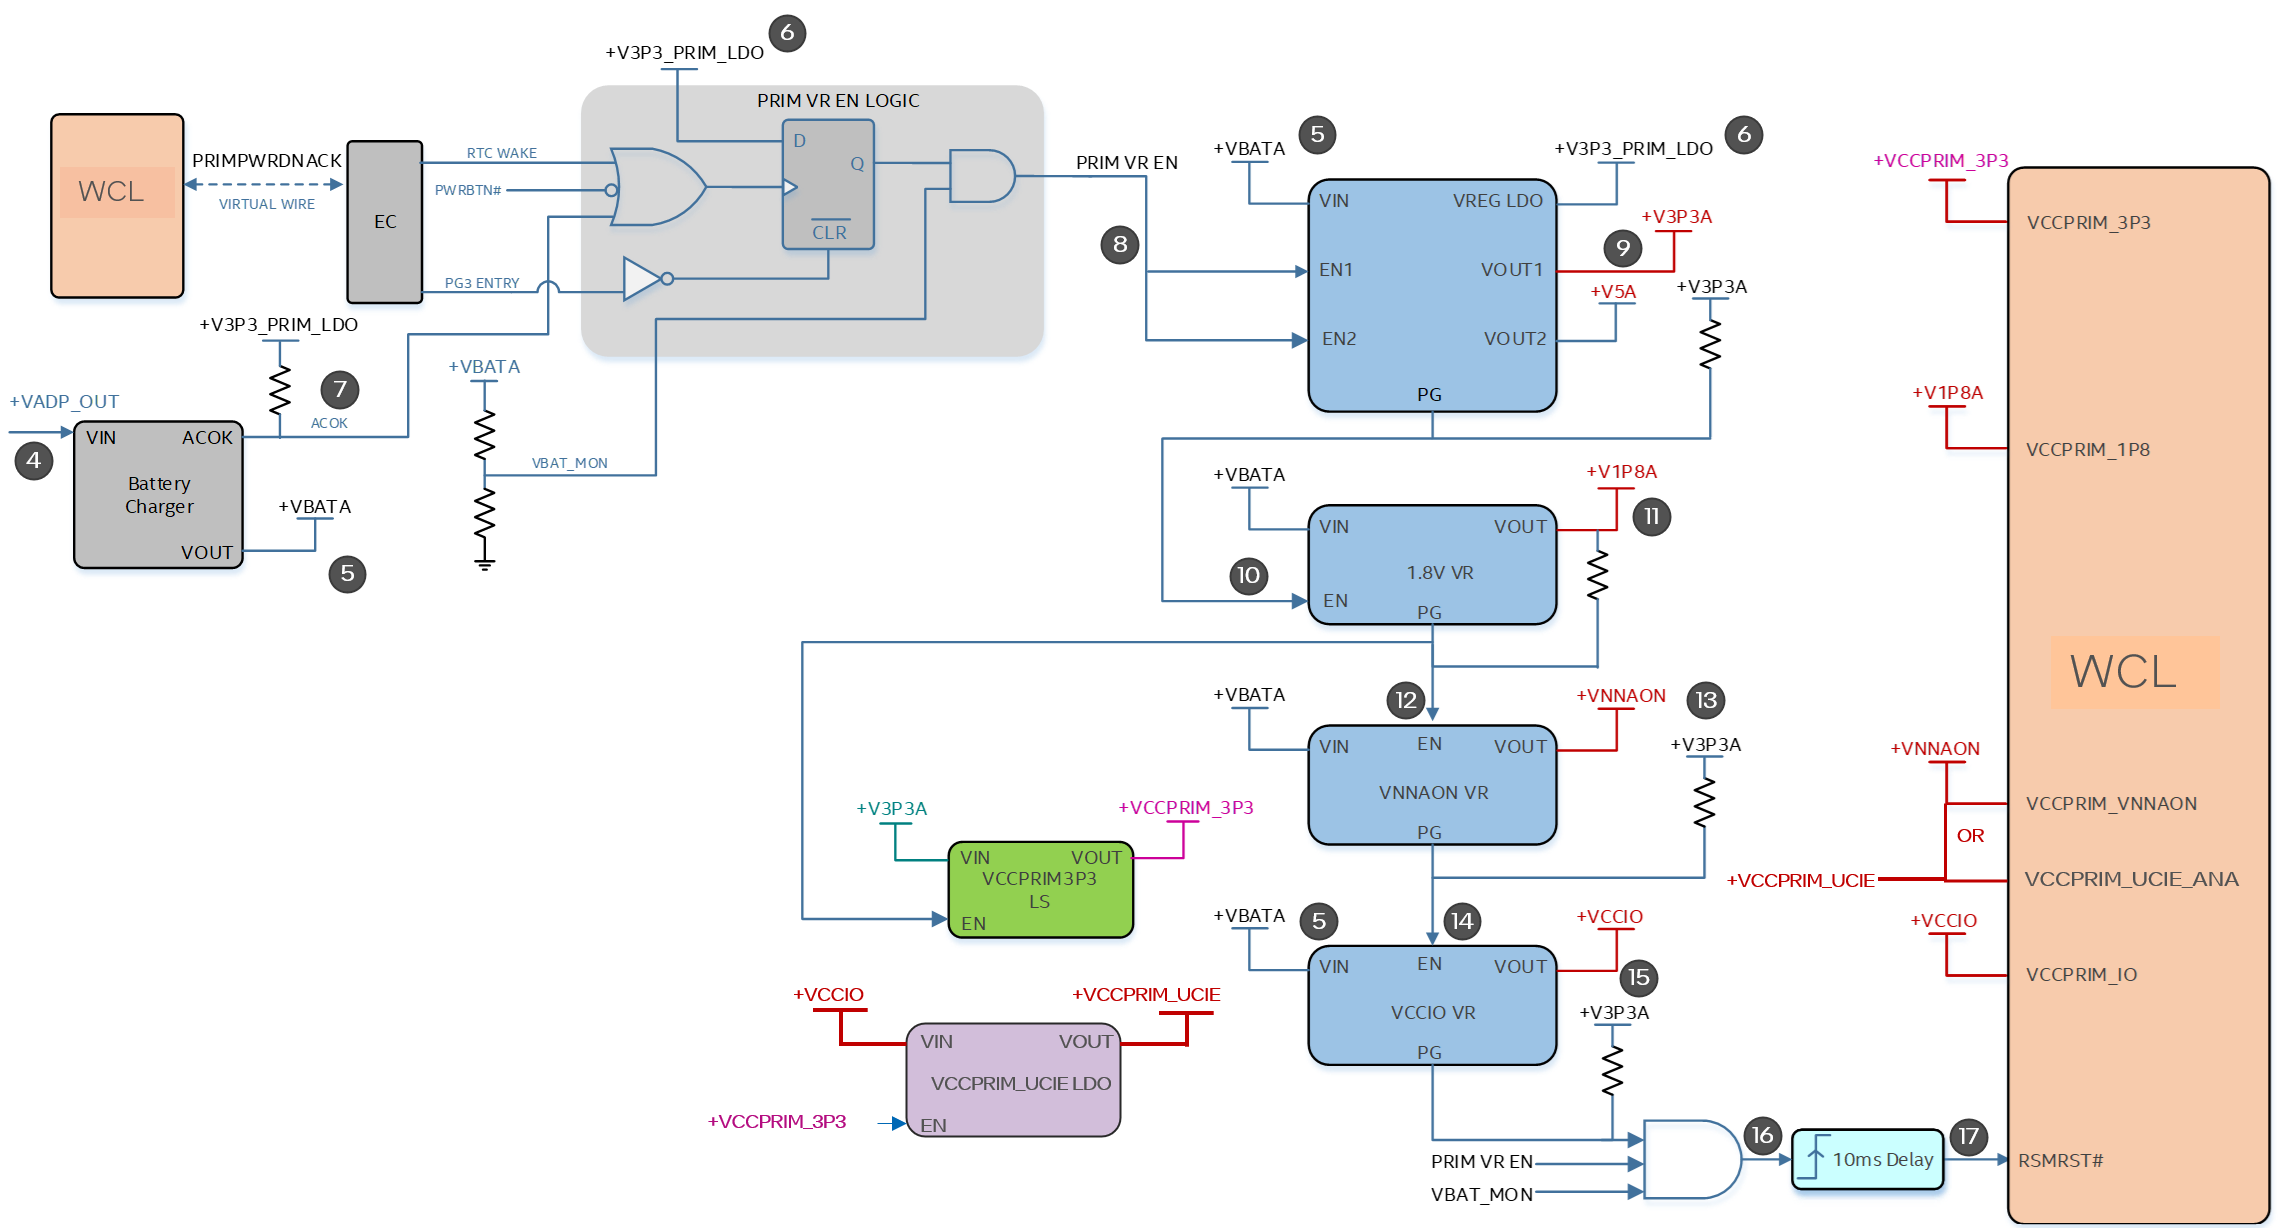 6
+V3P3_PRIM_LDO
PRIM VR EN LOGIC
WCL
PRIMPWRDNACK
VIRTUAL WIRE
EC
RTC WAKE
PWRBTN#
PG3 ENTRY
D
Q
CLR
PRIM VR EN
8
+V3P3_PRIM_LDO
7
ACOK
+VADP_OUT
4
VIN
ACOK
Battery
Charger
VOUT
+VBATA
5
+VBATA
VBAT_MON
+VBATA
5
+V3P3_PRIM_LDO
6
VIN
VREG LDO
+V3P3A
9
EN1
VOUT1
+V5A
+V3P3A
EN2
VOUT2
PG
+VBATA
+V1P8A
11
VIN
VOUT
1.8V VR
10
EN
PG
+VBATA
12
+VNNAON
13
VIN
EN
VOUT
+V3P3A
VNNAON VR
PG
+V3P3A
+VCCPRIM_3P3
VIN
VOUT
VCCPRIM3P3
LS
EN
+VBATA
5
14
+VCCIO
VIN
EN
VOUT
15
VCCIO VR
+V3P3A
PG
+VCCIO
+VCCPRIM_UCIE
VIN
VOUT
VCCPRIM_UCIE LDO
+VCCPRIM_3P3
EN
PRIM VR EN
VBAT_MON
16
10ms Delay
17
+VCCPRIM_3P3
VCCPRIM_3P3
+V1P8A
VCCPRIM_1P8
WCL
+VNNAON
VCCPRIM_VNNAON
OR
+VCCPRIM_UCIE
VCCPRIM_UCIE_ANA
+VCCIO
VCCPRIM_IO
RSMRST#